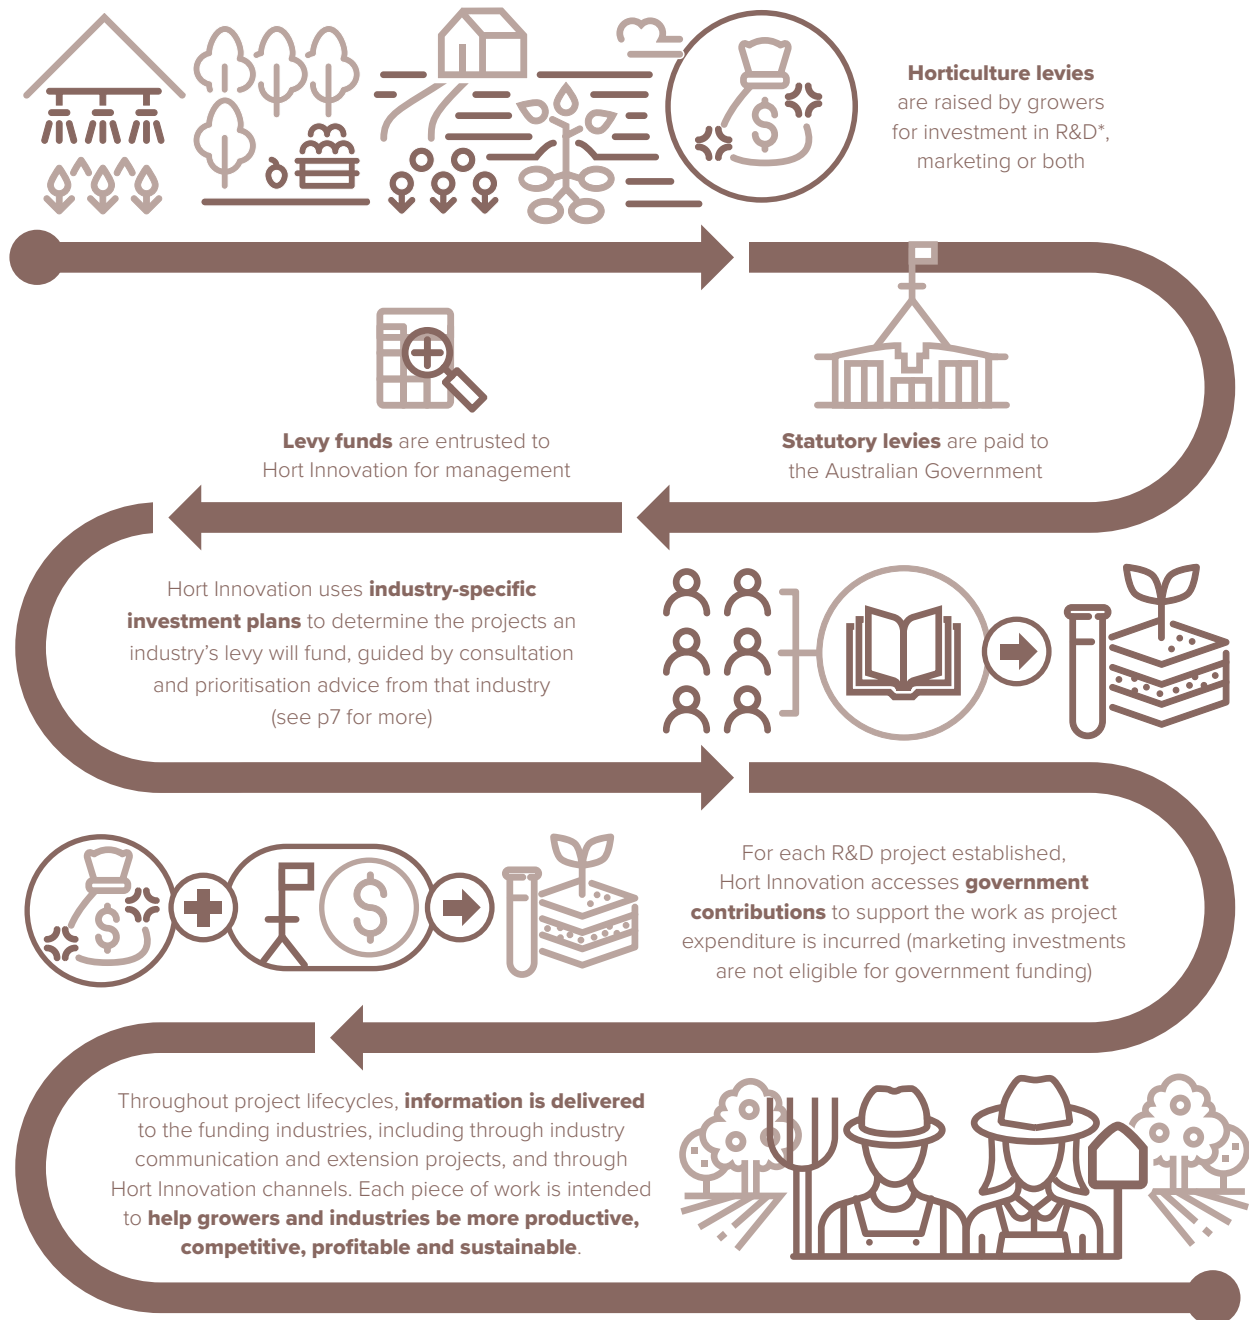 Horticulture levies
are raised by growers
for investment in R&D*,
marketing or both
Levy funds are entrusted to
Hort Innovation for management
Statutory levies are paid to
the Australian Government
Hort Innovation uses industry-specific
investment plans to determine the projects an
industry’s levy will fund, guided by consultation
and prioritisation advice from that industry
(see p7 for more)
For each R&D project established,
Hort Innovation accesses government
contributions to support the work as project
expenditure is incurred (marketing investments
are not eligible for government funding)
Throughout project lifecycles, information is delivered
to the funding industries, including through industry
communication and extension projects, and through
Hort Innovation channels. Each piece of work is intended
to help growers and industries be more productive,
competitive, profitable and sustainable.